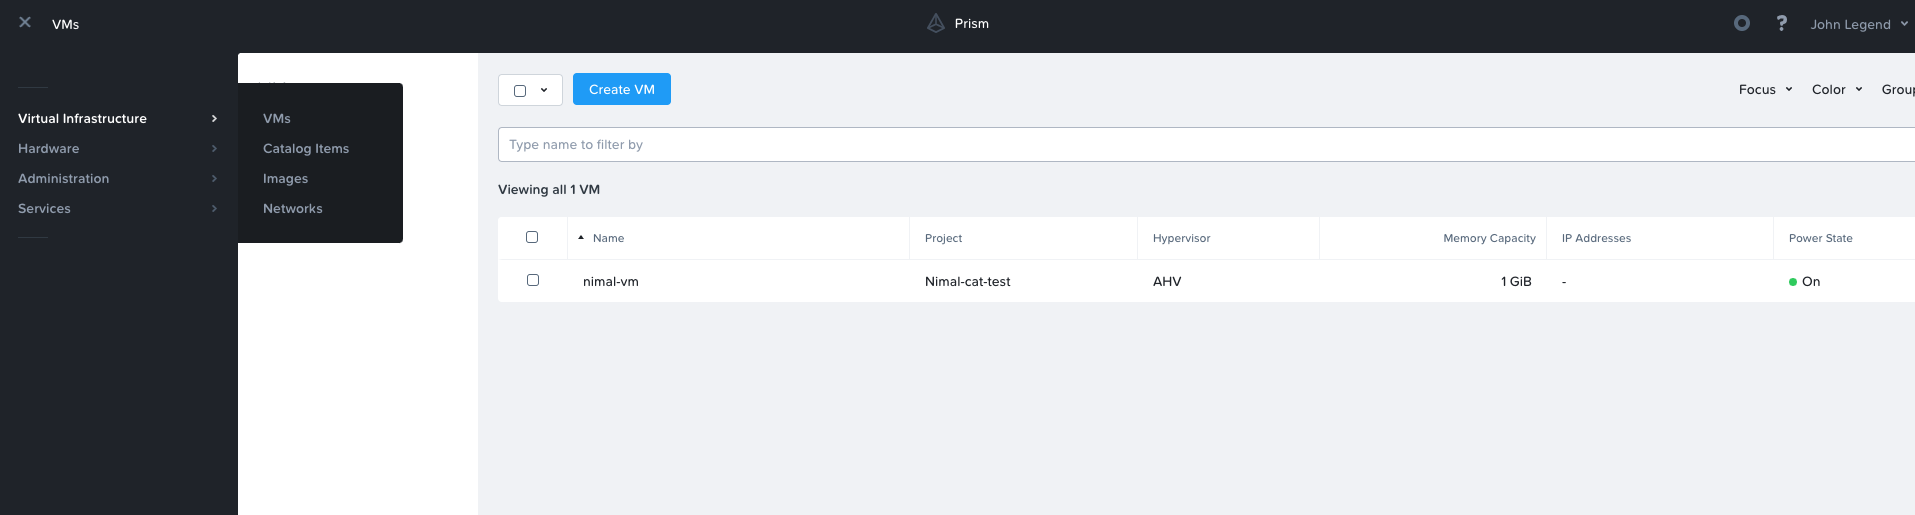 VMs
Prism
? John Legend
Virtual Infrastructure
Hardware
Administration
Services
VMs
Catalog Items
Images
Networks
Create VM
Focus Color Group
Type name to filter by
Viewing all 1 VM
Name Project Hypervisor Memory Capacity IP Addresses Power State
nimal-vm Nimal-cat-test AHV 1 GiB - On